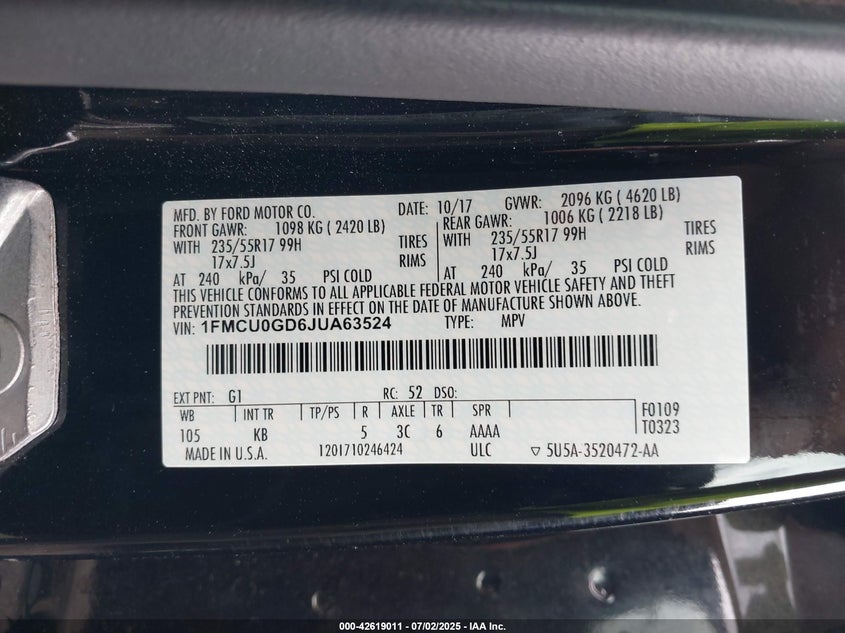 MFD. BY FORD MOTOR CO. DATE: 10/17 GVWR: 2096 KG ( 4620 LB)
FRONT GAWR: 1098 KG ( 2420 LB) REAR GAWR: 1006 KG ( 2218 LB)
WITH 235/55R17 99H TIRES WITH 235/55R17 99H TIRES
17x7.5J RIMS 17x7.5J RIMS
AT 240 kPa/ 35 PSI COLD AT 240 kPa/ 35 PSI COLD
THIS VEHICLE CONFORMS TO ALL APPLICABLE FEDERAL MOTOR VEHICLE SAFETY AND THEFT
PREVENTION STANDARDS IN EFFECT ON THE DATE OF MANUFACTURE SHOWN ABOVE.
VIN: 1FMCU0GD6JUA63524 TYPE: MPV
EXT PNT: G1 RC: 52 DSO:
WB INT TR TP/PS R AXLE TR SPR F0109
105 KB 5 3C 6 AAAA T0323
MADE IN U.S.A. 1201710246424 ULC ▽ 5U5A-3520472-AA
000-42619011 - 07/02/2025 - IAA Inc.